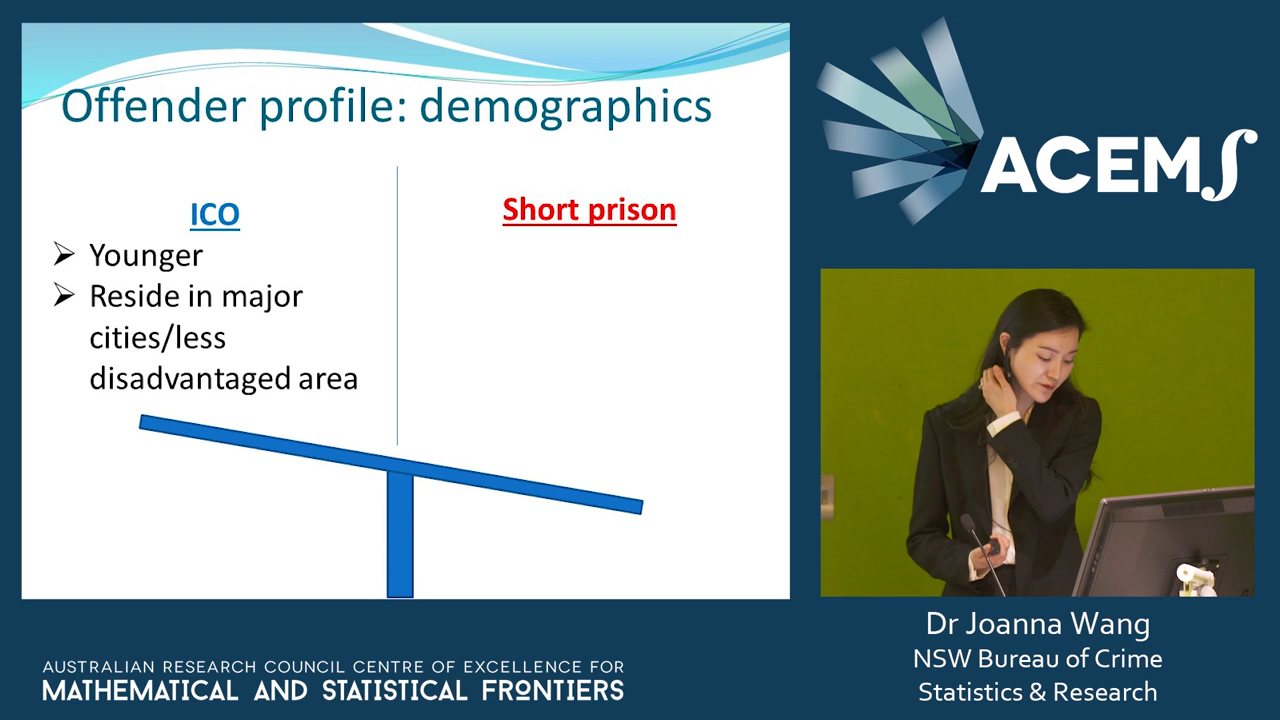 Offender profile: demographics
ICO
Younger
Reside in major
cities/less
disadvantaged area
Short prison
ACEMS
Dr Joanna Wang
NSW Bureau of Crime
Statistics & Research
AUSTRALIAN RESEARCH COUNCIL CENTRE OF EXCELLENCE FOR
MATHEMATICAL AND STATISTICAL FRONTIERS